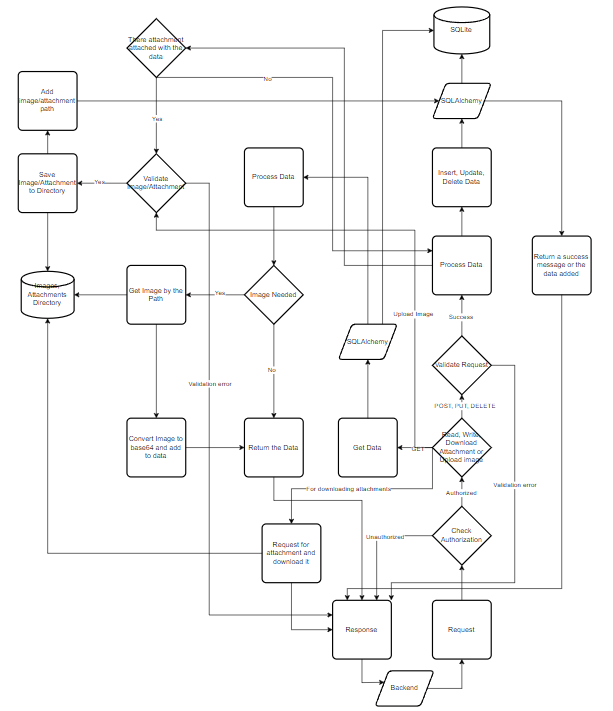 SQLite
There attachment
attached with the
data
No
Add
Image/attachment
path
SQLAlchemy
Yes
Save
Image/Attachment
to Directory
Yes
Validate
Image/Attachment
Process Data
Insert, Update,
Delete Data
Process Data
Return a success
message or the
data added
Images,
Attachments
Directory
Get Image by the
Path
Yes
Image Needed
Upload Image
Success
SQLAlchemy
Validate Request
No
Validation error
POST, PUT, DELETE
Convert Image to
base64 and add
to data
Return the Data
Get Data
GET
Read, Write,
Download
Attachment or
Upload image
For downloading attachments
Authorized
Validation error
Request for
attachment and
download it
Unauthorized
Check
Authorization
Response
Request
Backend